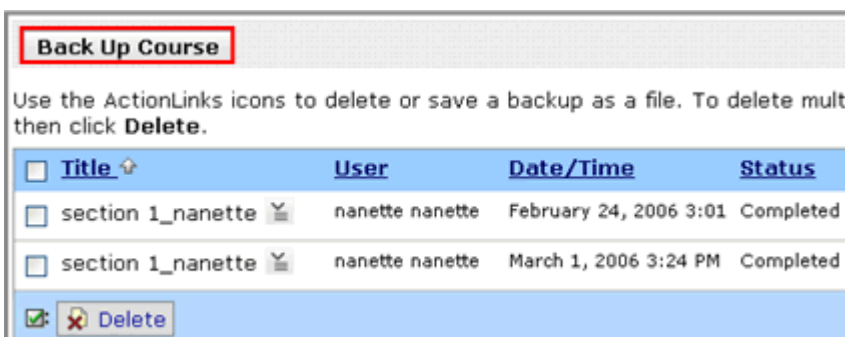 Back Up Course
Use the ActionLinks icons to delete or save a backup as a file. To delete mult
then click Delete.
Title User Date/Time Status
section 1_nanette nanette nanette February 24, 2006 3:01 Completed
section 1_nanette nanette nanette March 1, 2006 3:24 PM Completed
Delete